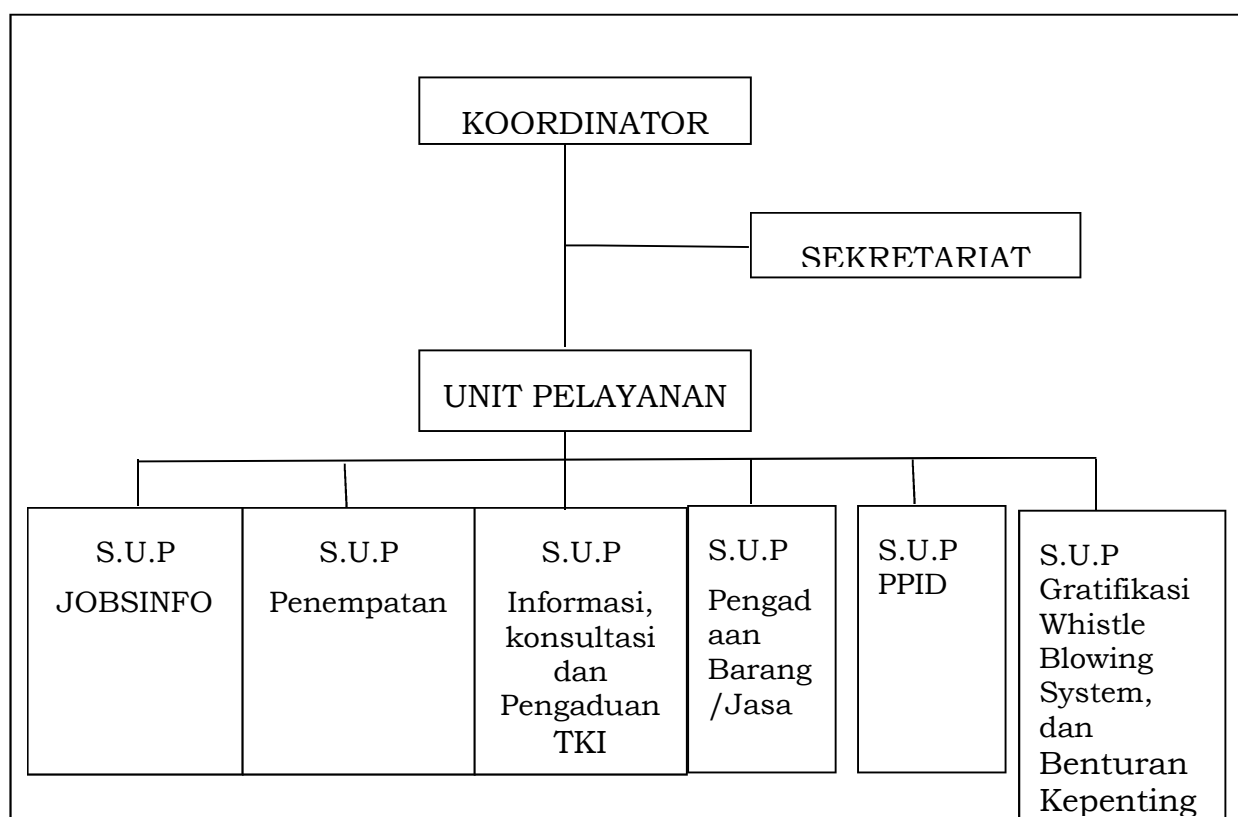 KOORDINATOR
SEKRETARIAT
UNIT PELAYANAN
S.U.P
JOBSINFO
S.U.P
Penempatan
S.U.P
Informasi,
konsultasi
dan
Pengaduan
TKI
S.U.P
Pengad
aan
Barang
/Jasa
S.U.P
PPID
S.U.P
Gratifikasi
Whistle
Blowing
System,
dan
Benturan
Kepenting